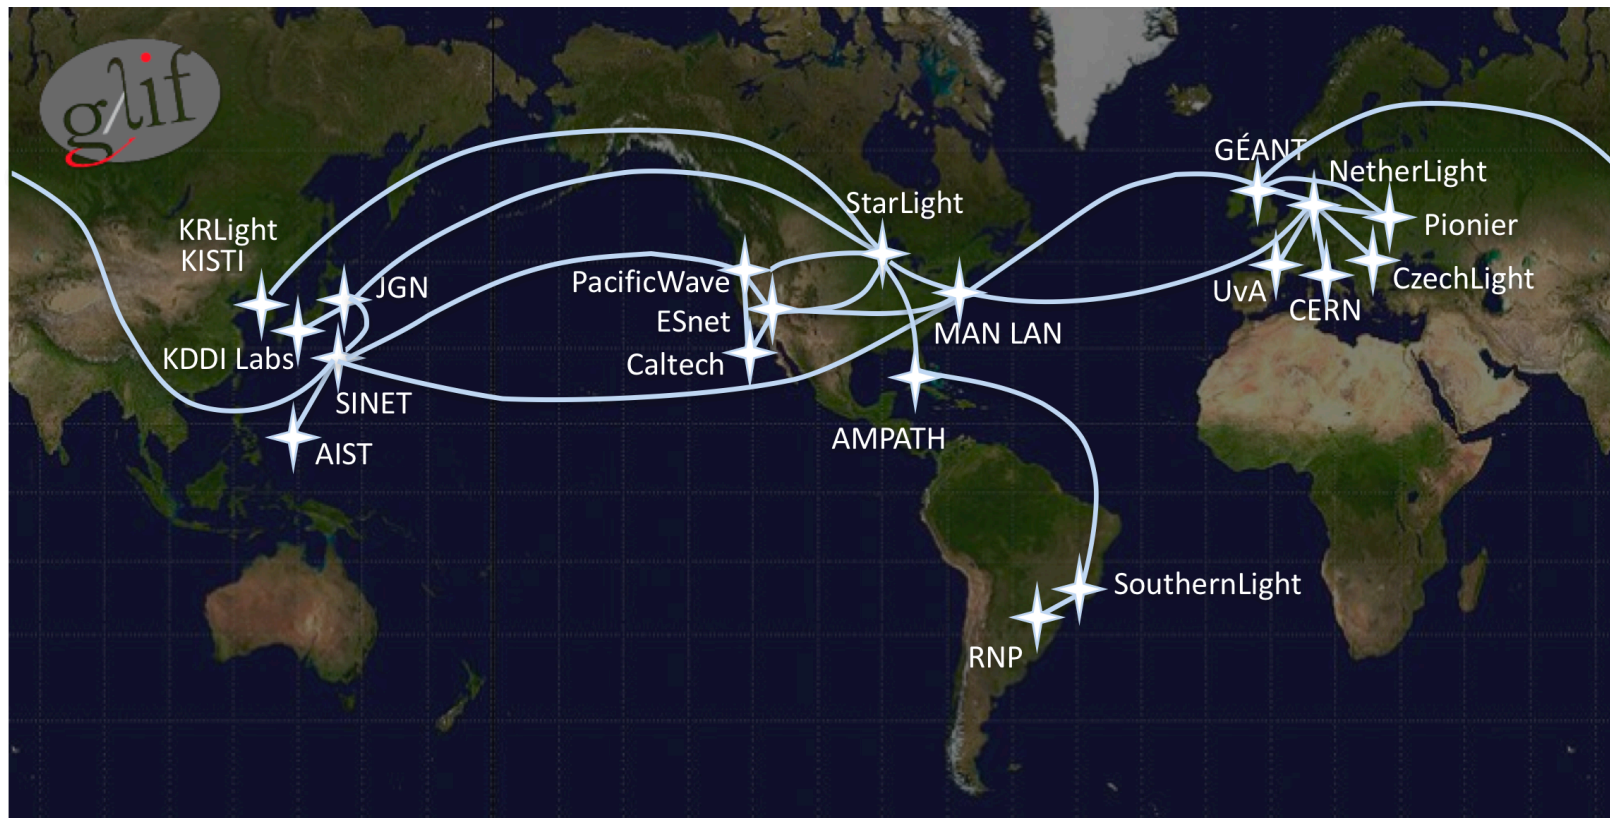 glif
GÉANT
NetherLight
StarLight
KRLight
KISTI
Pionier
PacificWave
JGN
CzechLight
UvA
CERN
ESnet
MAN LAN
KDDI Labs
Caltech
SINET
AMPATH
AIST
SouthernLight
RNP